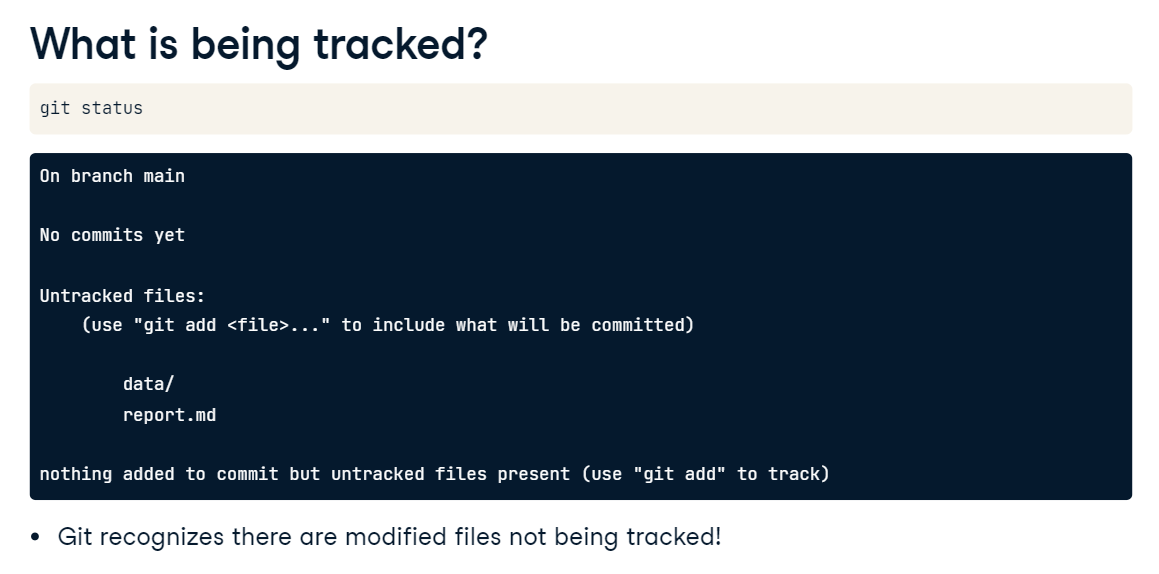 What is being tracked?
git status
On branch main
No commits yet
Untracked files:
(use "git add <file>..." to include what will be committed)
data/
report.md
nothing added to commit but untracked files present (use "git add" to track)
• Git recognizes there are modified files not being tracked!